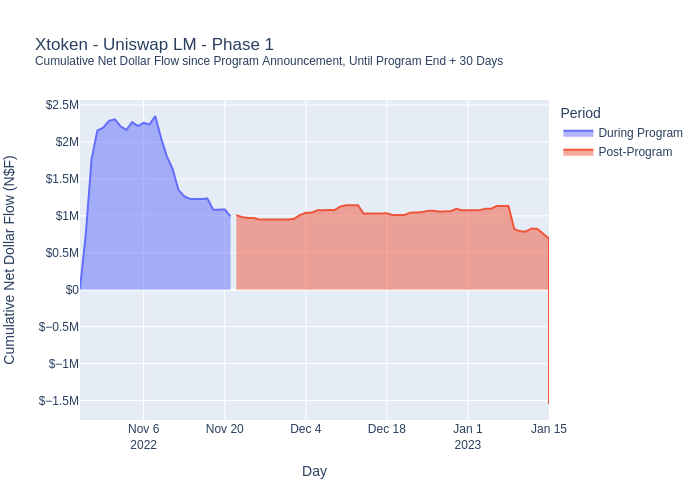 Xtoken - Uniswap LM - Phase 1
Cumulative Net Dollar Flow since Program Announcement, Until Program End + 30 Days
Period
During Program
Post-Program
Cumulative Net Dollar Flow (N$F)
$2.5M
$2M
$1.5M
$1M
$0.5M
$0
$−0.5M
$−1M
$−1.5M
Nov 6
2022
Nov 20
Dec 4
Dec 18
Jan 1
2023
Jan 15
Day